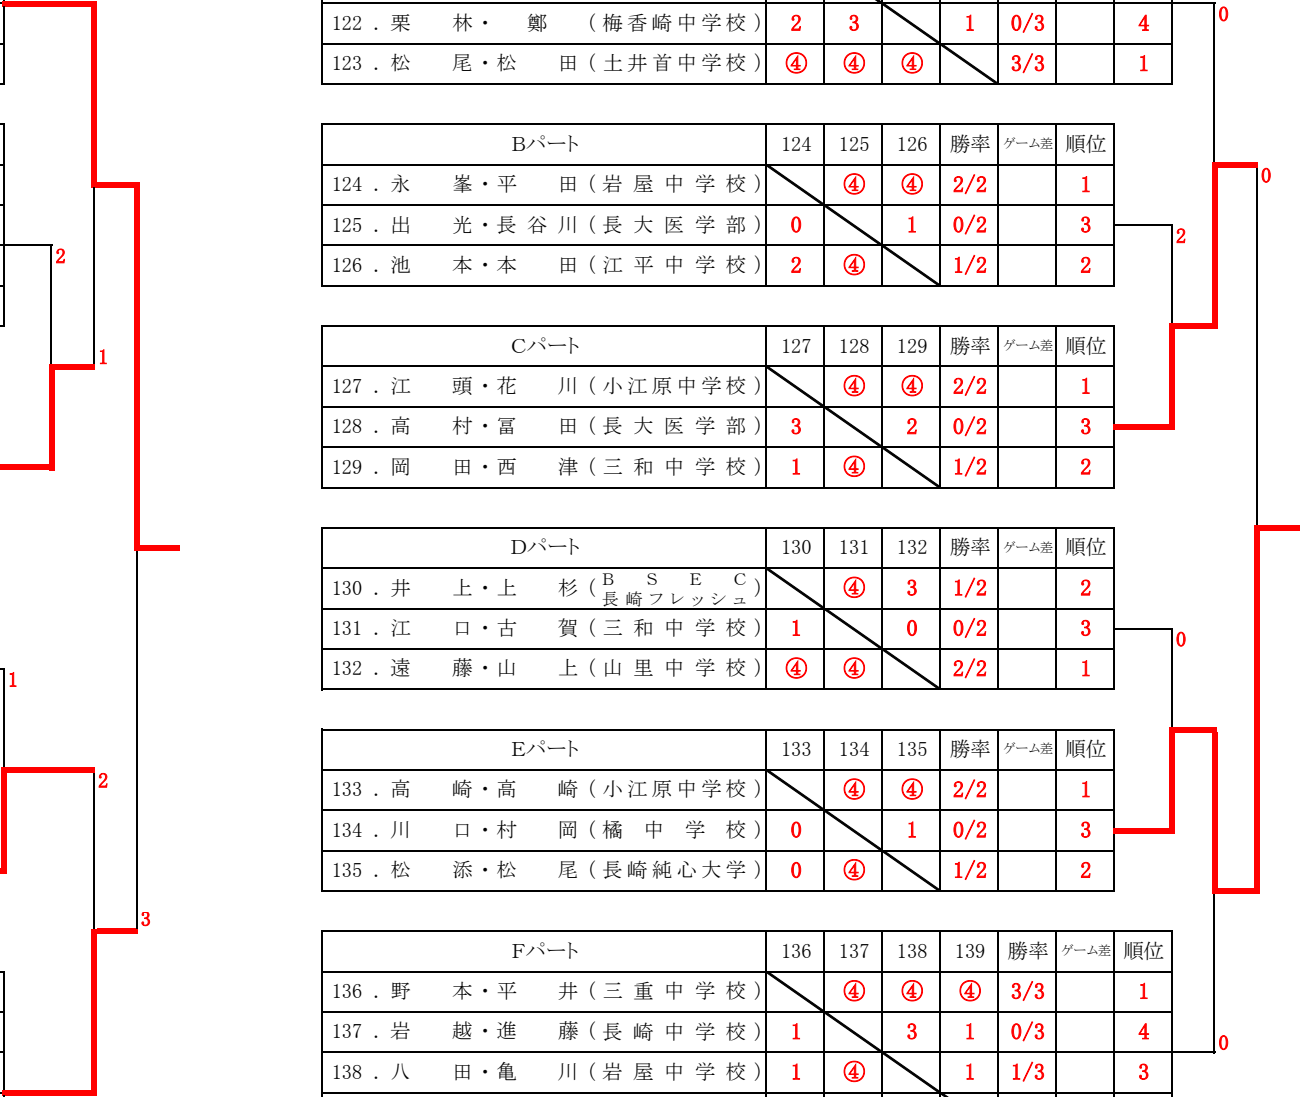 122．栗 林・ 鄭 （梅香崎中学校） 2 3 1 0/3 4
0
123．松 尾・松 田（土井首中学校） ④ ④ ④ 3/3 1
Bパート 124 125 126 勝率 ゲーム差 順位
124．永 峯・平 田（岩屋中学校） ④ ④ 2/2 1
0
125．出 光・長谷川（長大医学部） 0 1 0/2 3
2
2
126．池 本・本 田（江平中学校） 2 ④ 1/2 2
Cパート 127 128 129 勝率 ゲーム差 順位
1
127．江 頭・花 川（小江原中学校） ④ ④ 2/2 1
128．高 村・冨 田（長大医学部） 3 2 0/2 3
129．岡 田・西 津（三和中学校） 1 ④ 1/2 2
Dパート 130 131 132 勝率 ゲーム差 順位
130．井 上・上 杉（BSEC長崎フレッシュ） ④ 3 1/2 2
131．江 口・古 賀（三和中学校） 1 0 0/2 3
0
132．遠 藤・山 上（山里中学校） ④ ④ 2/2 1
1
Eパート 133 134 135 勝率 ゲーム差 順位
2
133．高 崎・高 崎（小江原中学校） ④ ④ 2/2 1
134．川 口・村 岡（橘中学校） 0 1 0/2 3
135．松 添・松 尾（長崎純心大学） 0 ④ 1/2 2
3
Fパート 136 137 138 139 勝率 ゲーム差 順位
136．野 本・平 井（三重中学校） ④ ④ ④ 3/3 1
137．岩 越・進 藤（長崎中学校） 1 3 1 0/3 4
0
138．八 田・亀 川（岩屋中学校） 1 ④ 1 1/3 3